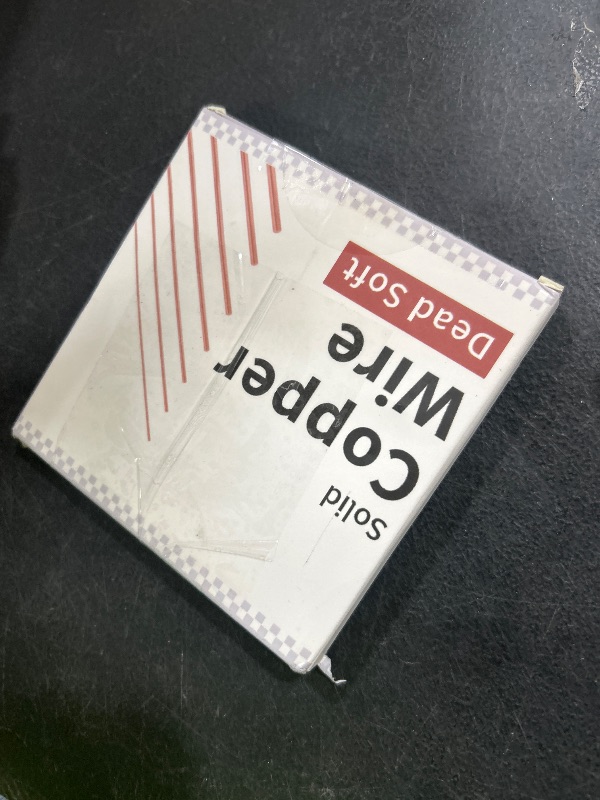 Solid
Copper
Wire
Dead Soft